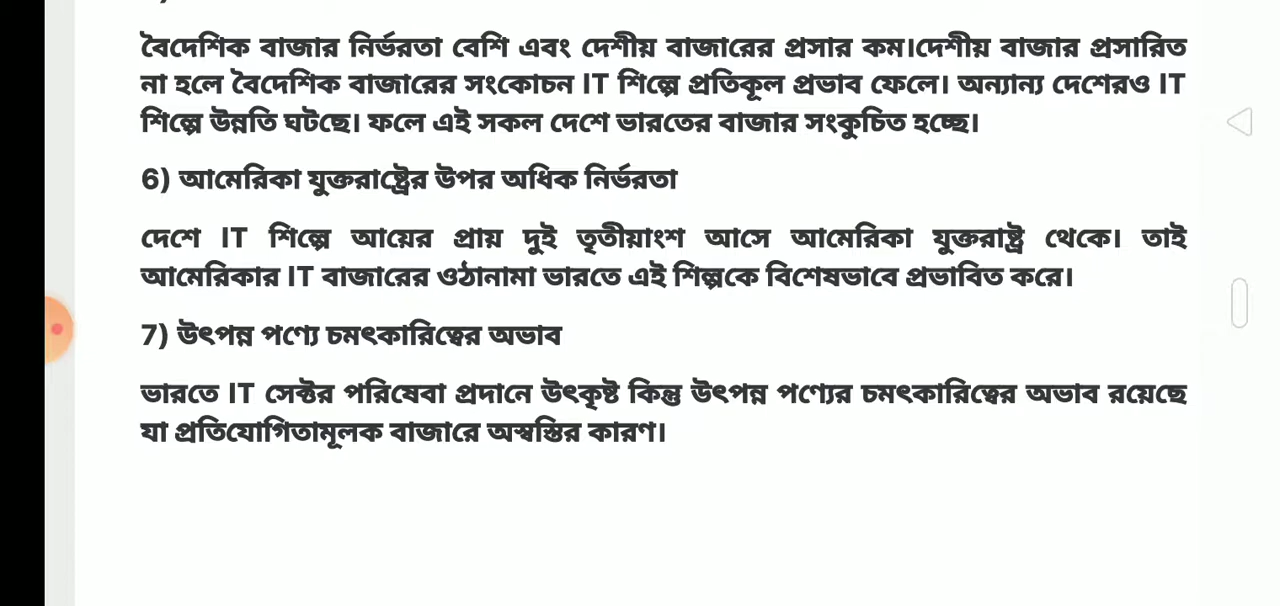 বৈদেশিক বাজার নির্ভরতা বেশি এবং দেশীয় বাজারের প্রসার কম।দেশীয় বাজার প্রসারিত
না হলে বৈদেশিক বাজারের সংকোচন IT শিল্পে প্রতিকূল প্রভাব ফেলে। অন্যান্য দেশেরও IT
শিল্পে উন্নতি ঘটছে। ফলে এই সকল দেশে ভারতের বাজার সংকুচিত হচ্ছে।
6) আমেরিকা যুক্তরাষ্ট্রের উপর অধিক নির্ভরতা
দেশে IT শিল্পে আয়ের প্রায় দুই তৃতীয়াংশ আসে আমেরিকা যুক্তরাষ্ট্র থেকে। তাই
আমেরিকার IT বাজারের ওঠানামা ভারতে এই শিল্পকে বিশেষভাবে প্রভাবিত করে।
7) উৎপন্ন পণ্যে চমৎকারিত্বের অভাব
ভারতে IT সেক্টর পরিষেবা প্রদানে উৎকৃষ্ট কিন্তু উৎপন্ন পণ্যের চমৎকারিত্বের অভাব রয়েছে
যা প্রতিযোগিতামূলক বাজারে অস্বস্তির কারণ।